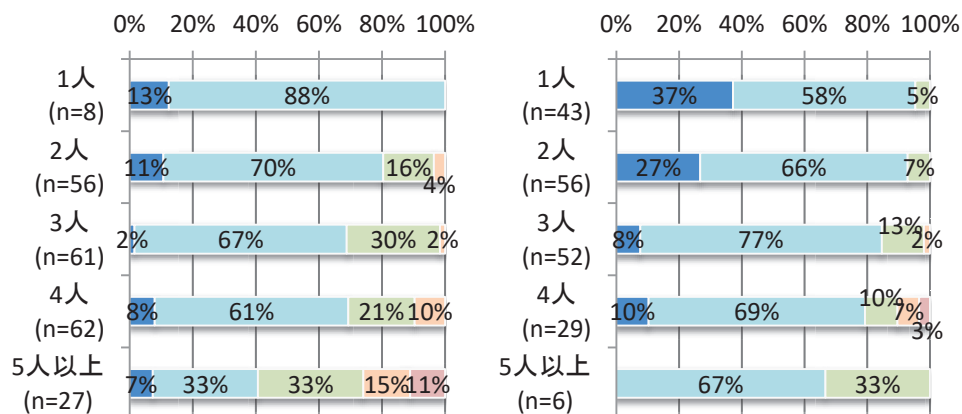 0% 20% 40% 60% 80% 100%
1人
(n=8)
13% 88%
2人
(n=56)
11% 70% 16% 4%
3人
(n=61)
2% 67% 30% 2%
4人
(n=62)
8% 61% 21% 10%
5人以上
(n=27)
7% 33% 33% 15% 11%
0% 20% 40% 60% 80% 100%
1人
(n=43)
37% 58% 5%
2人
(n=56)
27% 66% 7%
3人
(n=52)
8% 77% 13% 2%
4人
(n=29)
10% 69% 10% 7% 3%
5人以上
(n=6)
67% 33%